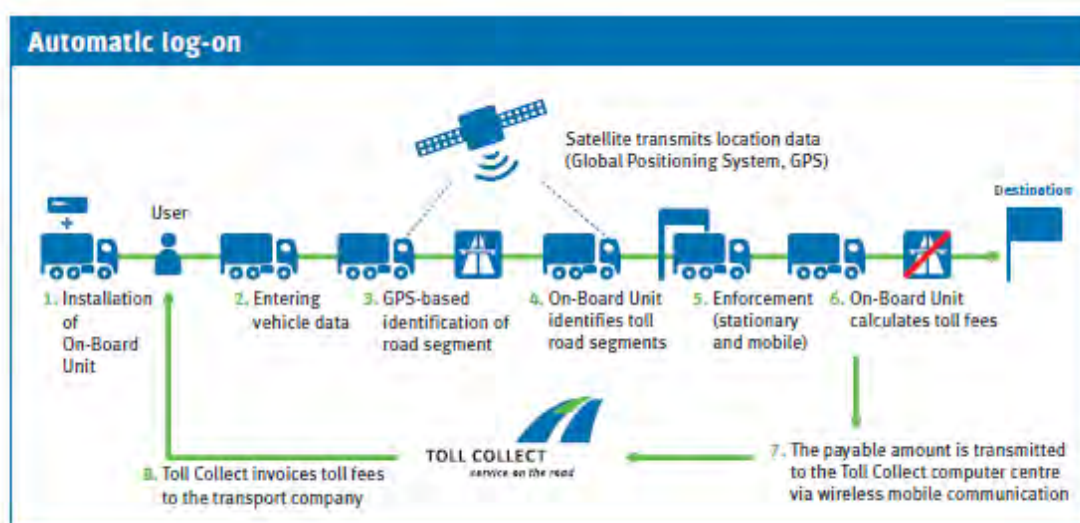 Automatic log-on
Satellite transmits location data
(Global Positioning System, GPS)
Destination
User
1. Installation
of
On-Board
Unit
2. Entering
vehicle data
3. GPS-based
identification of
road segment
4. On-Board Unit
identifies toll
road segments
5. Enforcement
(stationary
and mobile)
6. On-Board Unit
calculates toll fees
7. The payable amount is transmitted
to the Toll Collect computer centre
via wireless mobile communication
TOLL COLLECT
service on the road
8. Toll Collect invoices toll fees
to the transport company